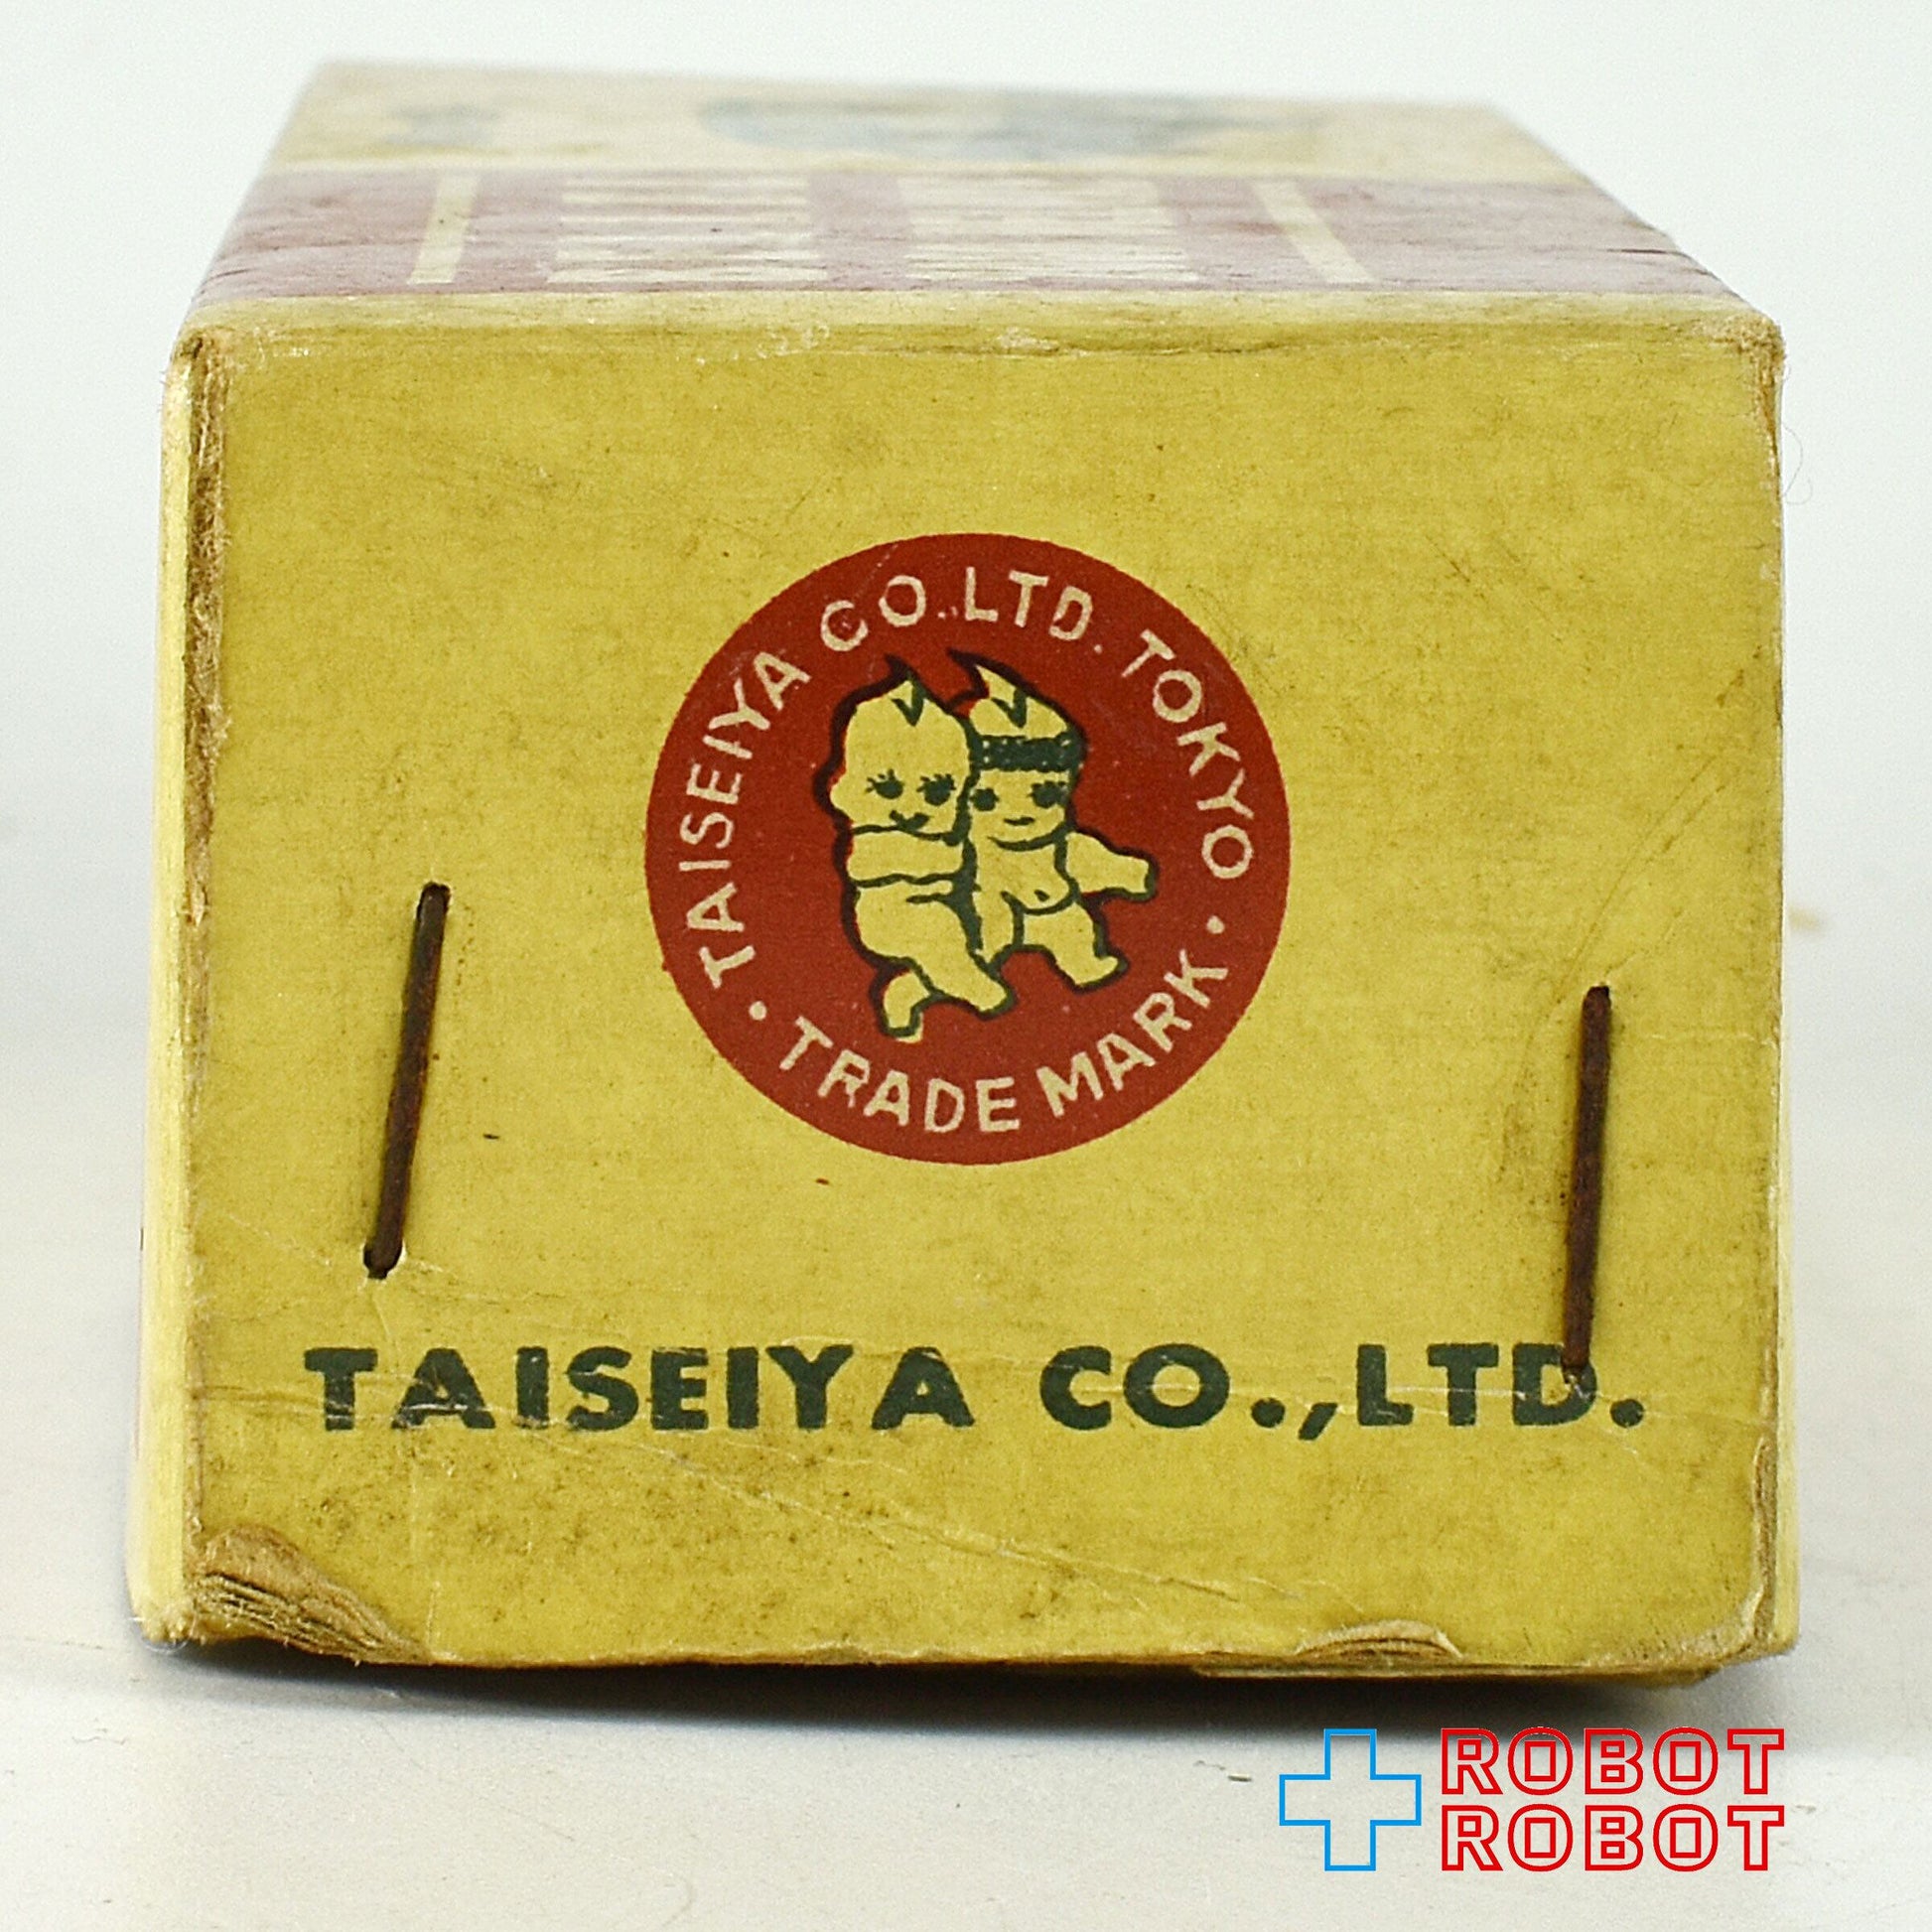 TAISEIYA CO.,LTD. TOKYO
• TRADE MARK •
TAISEIYA CO.,LTD.
ROBOT
ROBOT